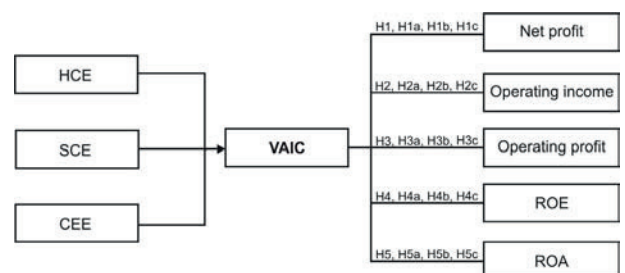 HCE
SCE
CEE
VAIC
H1, H1a, H1b, H1c
Net profit
H2, H2a, H2b, H2c
Operating income
H3, H3a, H3b, H3c
Operating profit
H4, H4a, H4b, H4c
ROE
H5, H5a, H5b, H5c
ROA